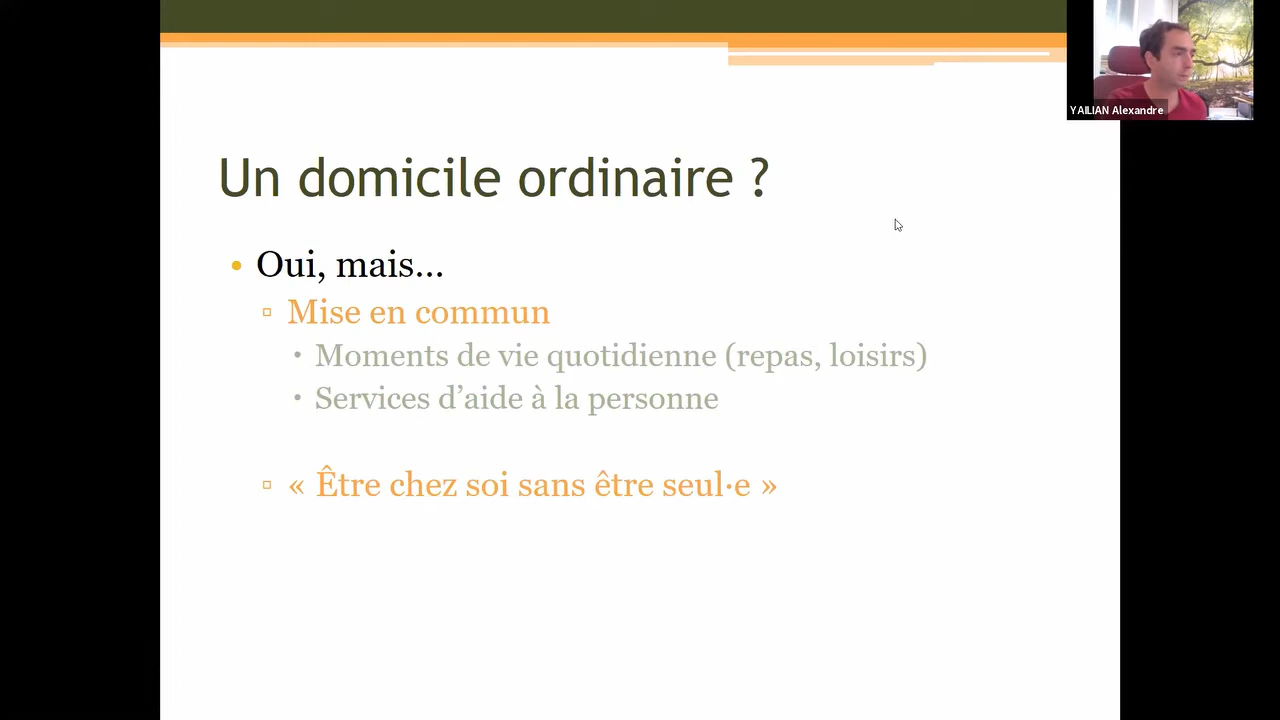 YAILIAN Alexandre
Un domicile ordinaire ?
• Oui, mais…
▫ Mise en commun
• Moments de vie quotidienne (repas, loisirs)
• Services d’aide à la personne
▫ « Être chez soi sans être seul·e »